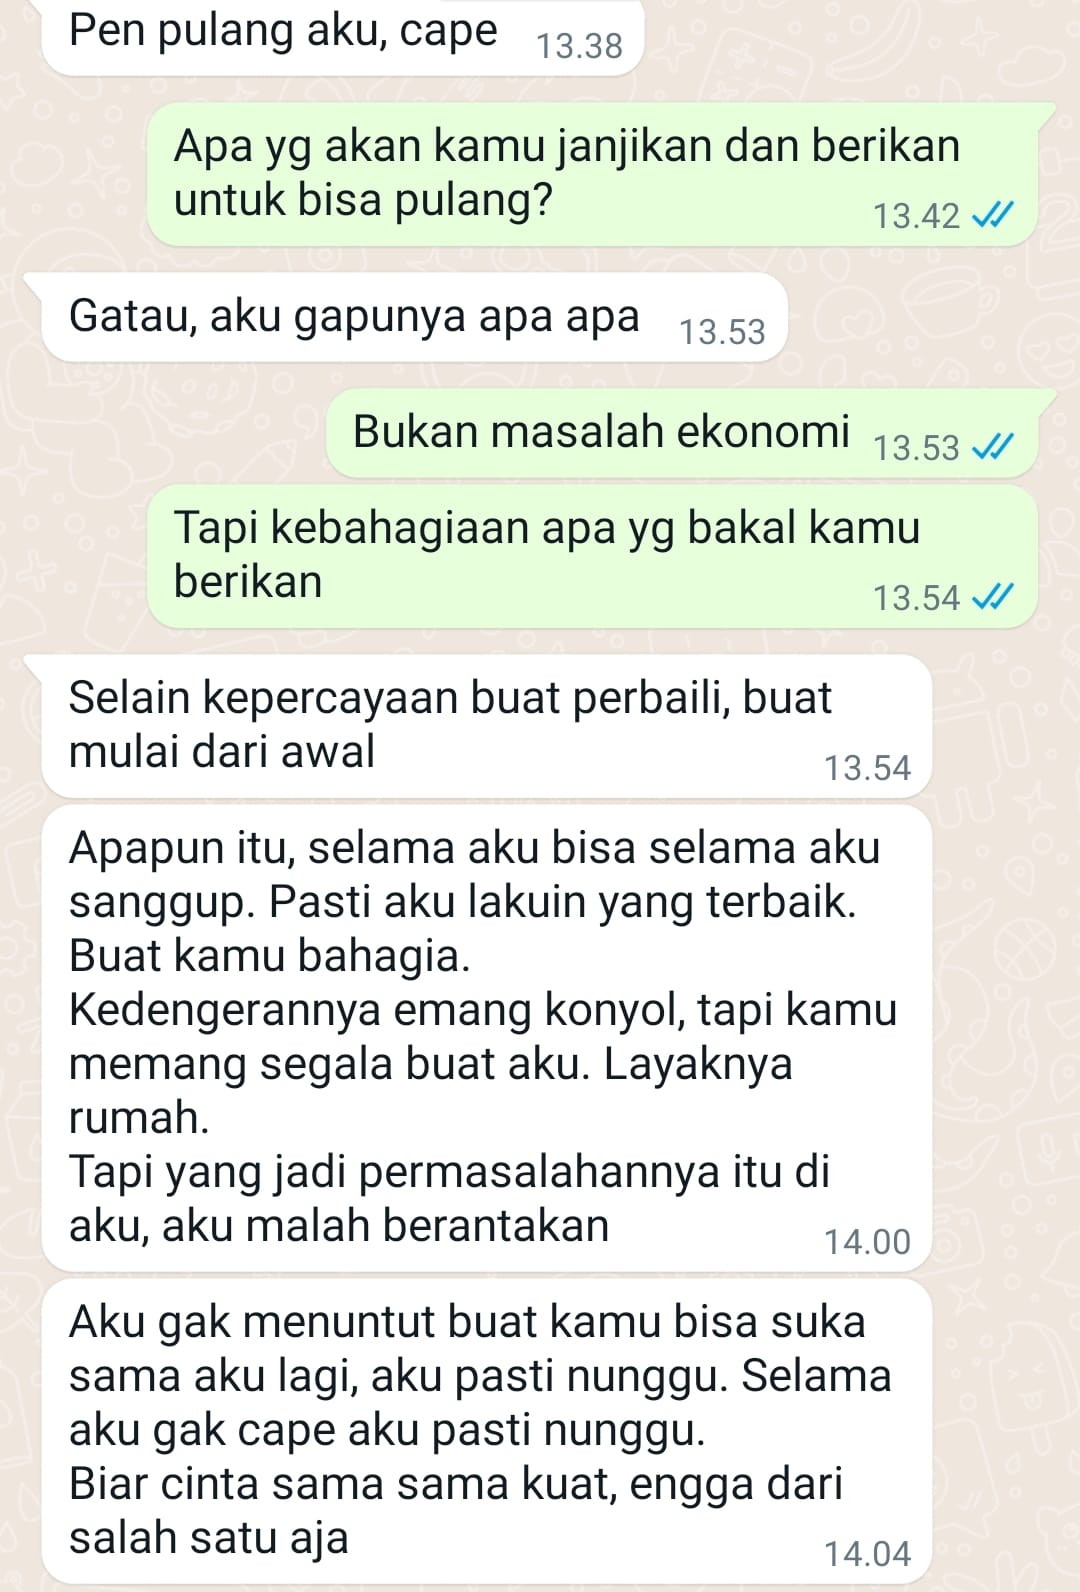 Pen pulang aku, cape 13.38
Apa yg akan kamu janjikan dan berikan
untuk bisa pulang? 13.42
Gatau, aku gapunya apa apa 13.53
Bukan masalah ekonomi 13.53
Tapi kebahagiaan apa yg bakal kamu
berikan 13.54
Selain kepercayaan buat perbaili, buat
mulai dari awal 13.54
Apapun itu, selama aku bisa selama aku
sanggup. Pasti aku lakuin yang terbaik.
Buat kamu bahagia.
Kedengerannya emang konyol, tapi kamu
memang segala buat aku. Layaknya
rumah.
Tapi yang jadi permasalahannya itu di
aku, aku malah berantakan 14.00
Aku gak menuntut buat kamu bisa suka
sama aku lagi, aku pasti nunggu. Selama
aku gak cape aku pasti nunggu.
Biar cinta sama sama kuat, engga dari
salah satu aja 14.04